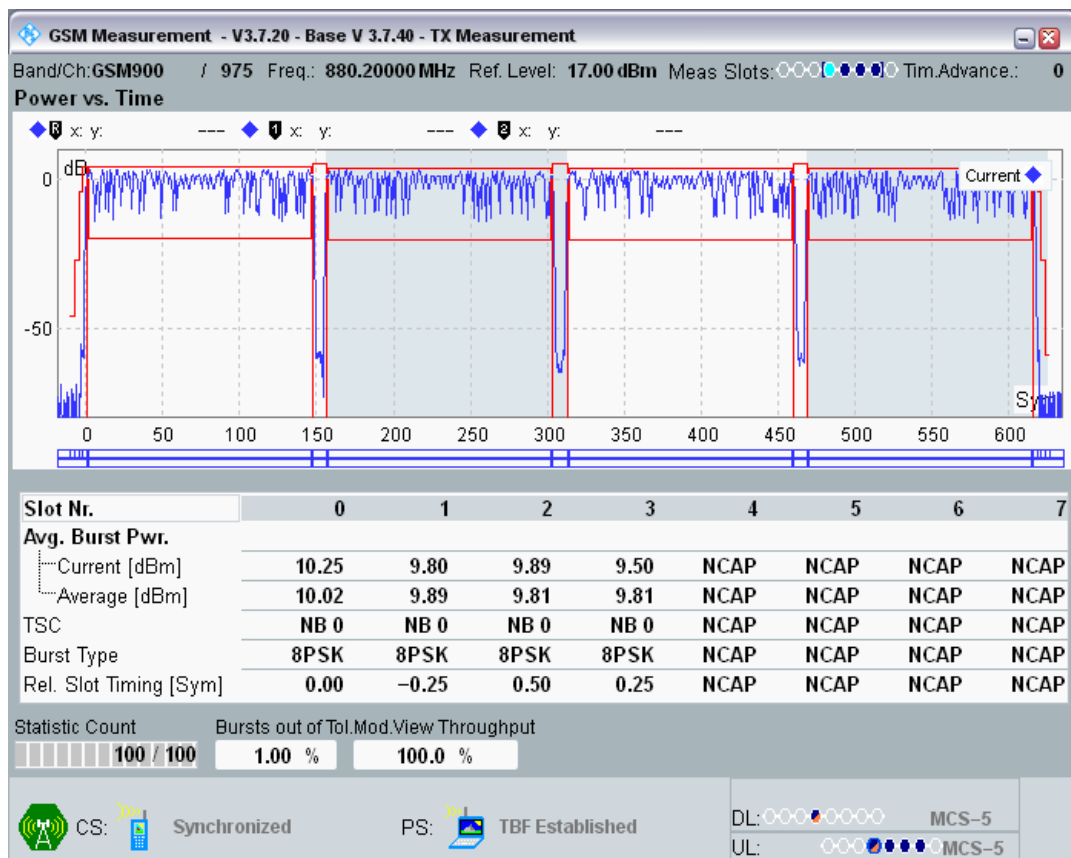 GSM Measurement - V3.7.20 - Base V 3.7.40 - TX Measurement
Band/Ch:GSM900 / 975 Freq.: 880.20000 MHz Ref. Level: 17.00 dBm Meas Slots: Tim.Advance.: 0
Power vs. Time
R x: y: --- 1 x: y: --- 2 x: y: ---
dB
Current
0
-50
Sy
0 50 100 150 200 250 300 350 400 450 500 550 600
Slot Nr. 0 1 2 3 4 5 6 7
Avg. Burst Pwr.
Current [dBm] 10.25 9.80 9.89 9.50 NCAP NCAP NCAP NCAP
Average [dBm] 10.02 9.89 9.81 9.81 NCAP NCAP NCAP NCAP
TSC NB 0 NB 0 NB 0 NB 0 NCAP NCAP NCAP NCAP
Burst Type 8PSK 8PSK 8PSK 8PSK NCAP NCAP NCAP NCAP
Rel. Slot Timing [Sym] 0.00 −0.25 0.50 0.25 NCAP NCAP NCAP NCAP
Statistic Count Bursts out of Tol.Mod.View Throughput
100 / 100 1.00 % 100.0 %
CS: Synchronized PS: TBF Established
DL: MCS−5
UL: MCS−5